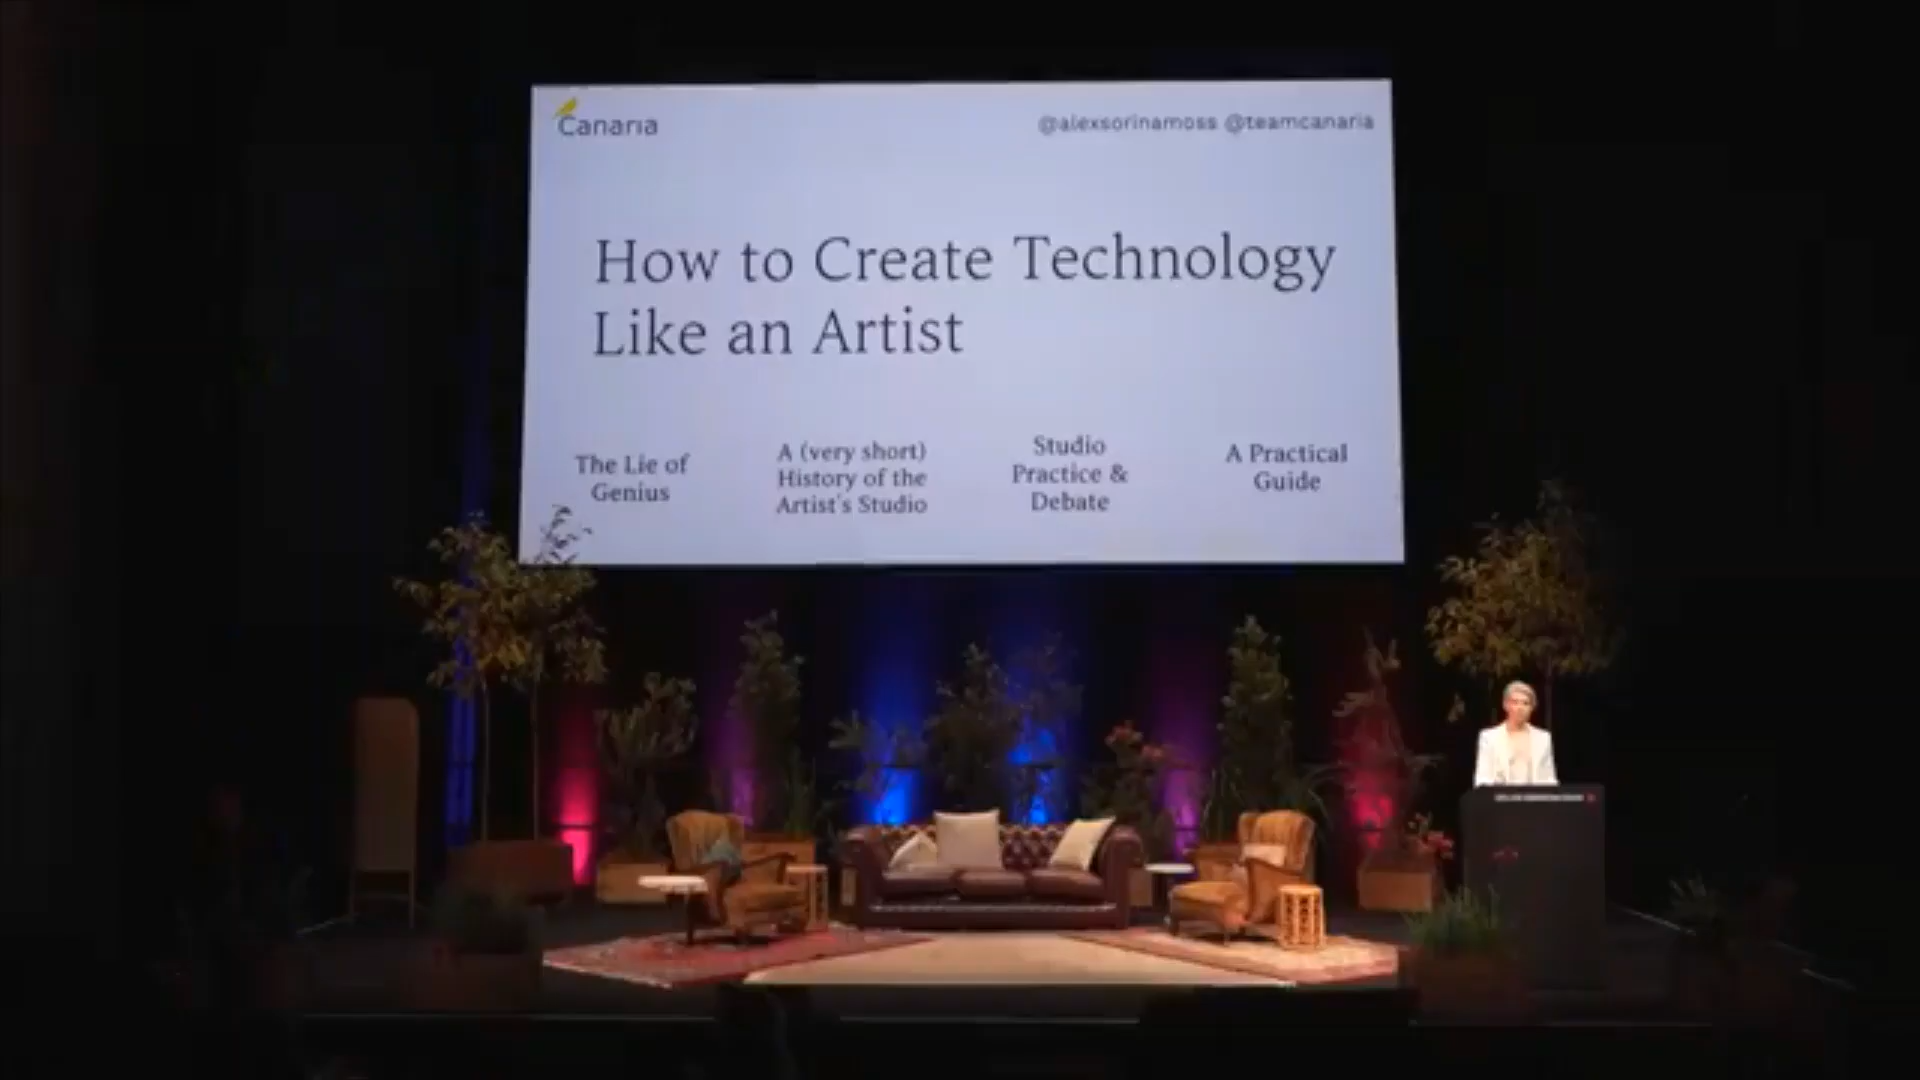 Canaria
@alexsorinamoss @teamcanaria
How to Create Technology
Like an Artist
The Lie of
Genius
A (very short)
History of the
Artist's Studio
Studio
Practice &
Debate
A Practical
Guide